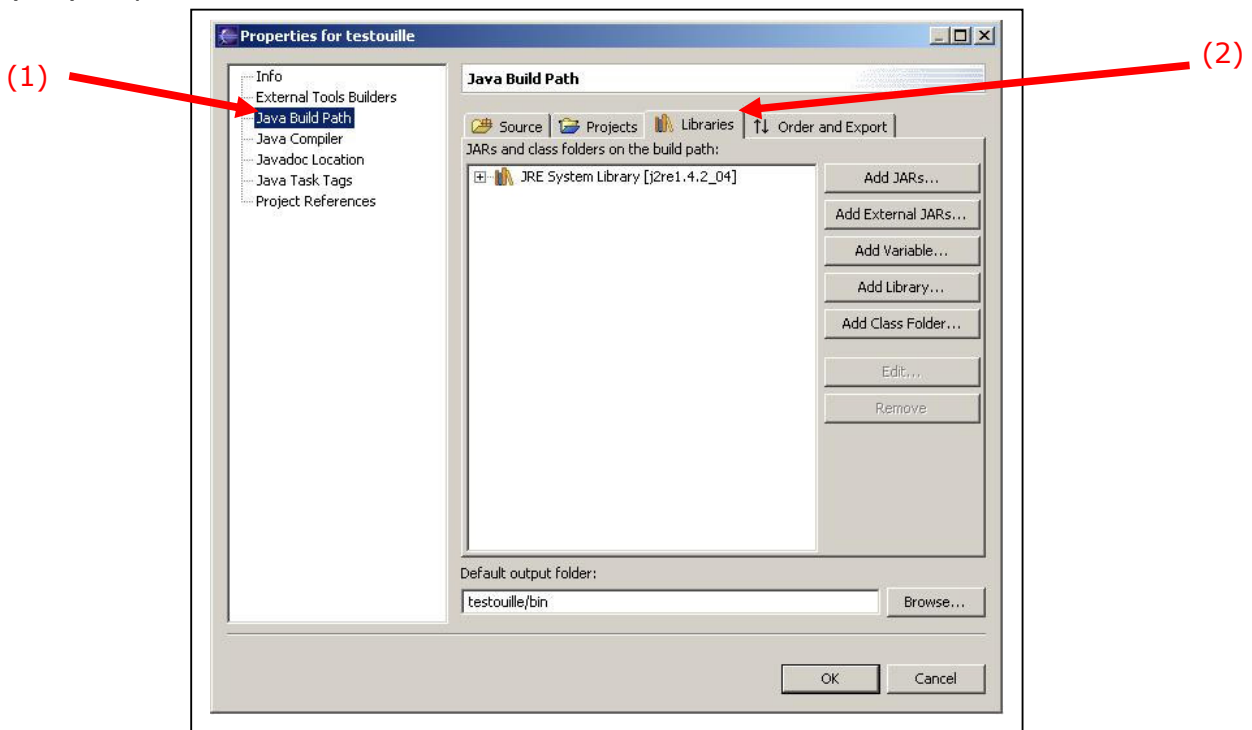 Properties for testouille
(1)
(2)
Info
External Tools Builders
Java Build Path
Java Compiler
Javadoc Location
Java Task Tags
Project References
Java Build Path
Source Projects Libraries Order and Export
JARs and class folders on the build path:
JRE System Library [j2re1.4.2_04]
Add JARs...
Add External JARs...
Add Variable...
Add Library...
Add Class Folder...
Edit...
Remove
Default output folder:
testouille/bin
Browse...
OK
Cancel